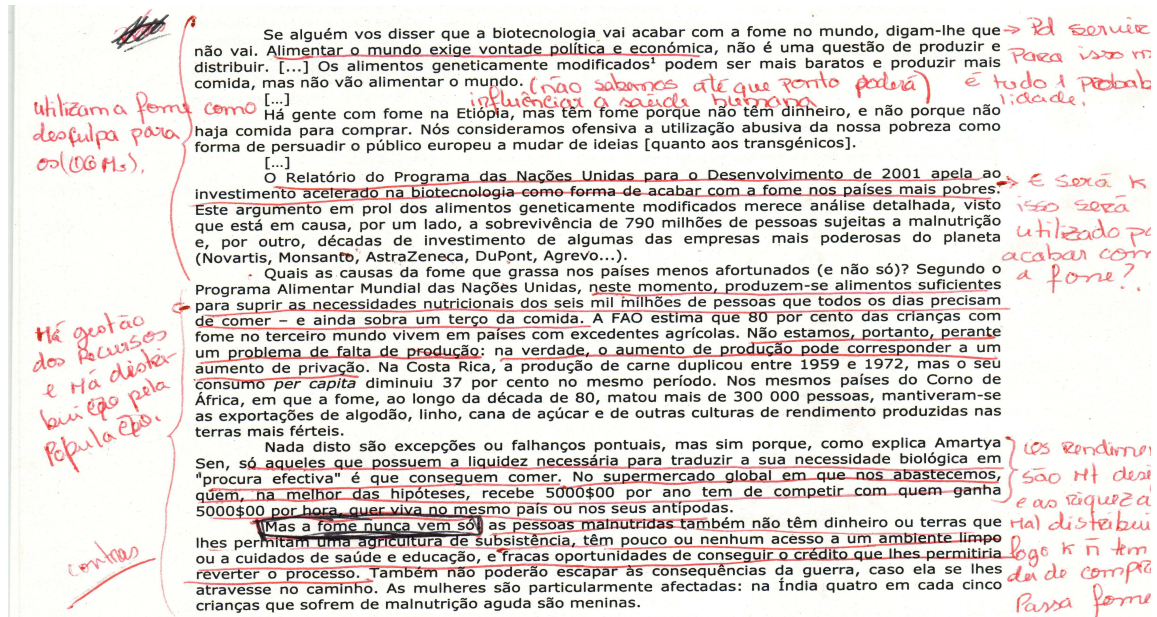 Se alguém vos disser que a biotecnologia vai acabar com a fome no mundo, digam-lhe que
não vai. Alimentar o mundo exige vontade política e económica, não é uma questão de produzir e
distribuir. [...] Os alimentos geneticamente modificados¹ podem ser mais baratos e produzir mais
comida, mas não vão alimentar o mundo. (não sabemos até que ponto poderá)
influênciar a saúde humana
→ Pd servir
Para isso
é tudo 1 probabi
lidade.
[...]
Há gente com fome na Etiópia, mas têm fome porque não têm dinheiro, e não porque não
haja comida para comprar. Nós consideramos ofensiva a utilização abusiva da nossa pobreza como
forma de persuadir o público europeu a mudar de ideias [quanto aos transgénicos].
utilizam a fome como
desculpa para
os (OGMs).
[...]
O Relatório do Programa das Nações Unidas para o Desenvolvimento de 2001 apela ao
investimento acelerado na biotecnologia como forma de acabar com a fome nos países mais pobres.
Este argumento em prol dos alimentos geneticamente modificados merece análise detalhada, visto
que está em causa, por um lado, a sobrevivência de 790 milhões de pessoas sujeitas a malnutrição
e, por outro, décadas de investimento de algumas das empresas mais poderosas do planeta
(Novartis, Monsanto, AstraZeneca, DuPont, Agrevo...).
→ E será k
isso será
utilizado pa
acabar com
a fome?
Quais as causas da fome que grassa nos países menos afortunados (e não só)? Segundo o
Programa Alimentar Mundial das Nações Unidas, neste momento, produzem-se alimentos suficientes
para suprir as necessidades nutricionais dos seis mil milhões de pessoas que todos os dias precisam
de comer – e ainda sobra um terço da comida. A FAO estima que 80 por cento das crianças com
fome no terceiro mundo vivem em países com excedentes agrícolas. Não estamos, portanto, perante
um problema de falta de produção: na verdade, o aumento de produção pode corresponder a um
aumento de privação. Na Costa Rica, a produção de carne duplicou entre 1959 e 1972, mas o seu
consumo per capita diminuiu 37 por cento no mesmo período. Nos mesmos países do Corno de
África, em que a fome, ao longo da década de 80, matou mais de 300 000 pessoas, mantiveram-se
as exportações de algodão, linho, cana de açúcar e de outras culturas de rendimento produzidas nas
terras mais férteis.
Há gestão
dos Recursos
e Má distri
buição pela
População.
Nada disto são excepções ou falhanços pontuais, mas sim porque, como explica Amartya
Sen, só aqueles que possuem a liquidez necessária para traduzir a sua necessidade biológica em
"procura efectiva" é que conseguem comer. No supermercado global em que nos abastecemos,
quem, na melhor das hipóteses, recebe 5000$00 por ano tem de competir com quem ganha
5000$00 por hora, quer viva no mesmo país ou nos seus antípodas.
Mas a fome nunca vem só: as pessoas malnutridas também não têm dinheiro ou terras que
lhes permitam uma agricultura de subsistência, têm pouco ou nenhum acesso a um ambiente limpo
ou a cuidados de saúde e educação, e fracas oportunidades de conseguir o crédito que lhes permitiria
reverter o processo. Também não poderão escapar às consequências da guerra, caso ela se lhes
atravesse no caminho. As mulheres são particularmente afectadas: na Índia quatro em cada cinco
crianças que sofrem de malnutrição aguda são meninas.
contras
os Rendimen
são Mt desi
e as riquezas
Mal distribui
logo k ñ tem
der de compra
Passa fome